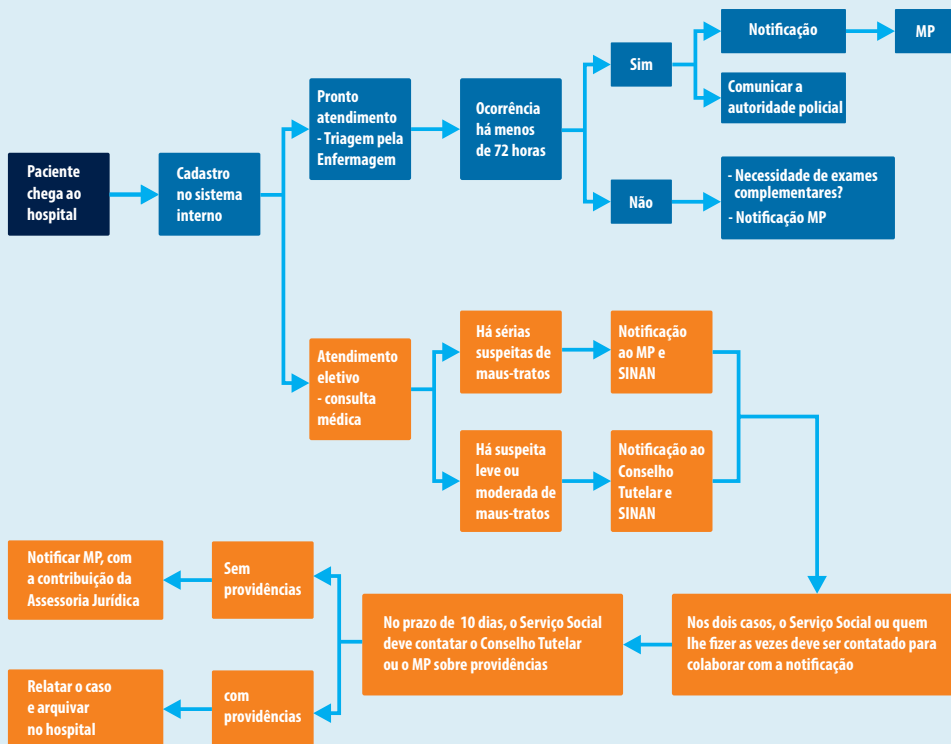 Paciente
chega ao
hospital
Cadastro
no sistema
interno
Pronto
atendimento
- Triagem pela
Enfermagem
Ocorrência
há menos
de 72 horas
Sim
Notificação
MP
Comunicar a
autoridade policial
Não
- Necessidade de exames
complementares?
- Notificação MP
Atendimento
eletivo
- consulta
médica
Há sérias
suspeitas de
maus-tratos
Notificação
ao MP e
SINAN
Há suspeita
leve ou
moderada de
maus-tratos
Notificação ao
Conselho
Tutelar e
SINAN
Nos dois casos, o Serviço Social ou quem
lhe fizer as vezes deve ser contatado para
colaborar com a notificação
No prazo de 10 dias, o Serviço Social
deve contatar o Conselho Tutelar
ou o MP sobre providências
Sem
providências
Notificar MP, com
a contribuição da
Assessoria Jurídica
com
providências
Relatar o caso
e arquivar
no hospital